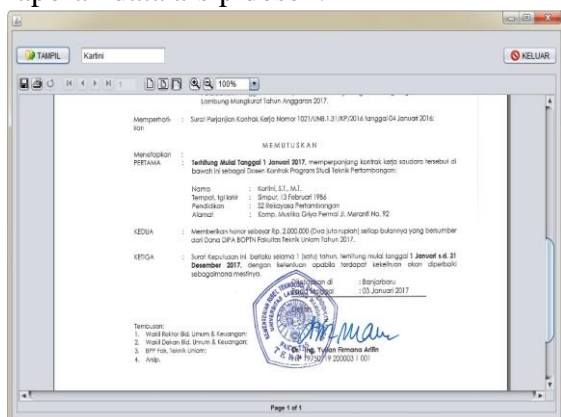 TAMPIL Kartini KELUAR
100%
Lambung Mangkurat Tahun Anggaran 2017.
Memperhati- : Surat Perjanjian Kontrak Kerja Nomor 1021/UN8.1.31/KP/2016 tanggal 04 Januari 2016;
kan
MEMUTUSKAN
Menetapkan :
PERTAMA : Terhitung Mulai Tanggal 1 Januari 2017, memperpanjang kontrak kerja saudara tersebut di
bawah ini sebagai Dosen Kontrak Program Studi Teknik Pertambangan:
Nama : Kartini, S.T., M.T.
Tempat, tgl lahir : Simpur, 13 Februari 1986
Pendidikan : S2 Rekayasa Pertambangan
Alamat : Komp. Mustika Griya Permai Jl. Meranti No. 92
KEDUA : Memberikan honor sebesar Rp. 2.000.000 (Dua juta rupiah) setiap bulannya yang bersumber
dari Dana DIPA BOPTN Fakultas Teknik Unlam Tahun 2017.
KETIGA : Surat Keputusan ini berlaku selama 1 (satu) tahun, terhitung mulai tanggal 1 Januari s.d. 31
Desember 2017, dengan ketentuan apabila terdapat kekeliruan akan diperbaiki
sebagaimana mestinya.
di : Banjarbaru
: 03 Januari 2017
Tembusan:
1. Wakil Rektor Bid. Umum & Keuangan;
2. Wakil Dekan Bid. Umum & Keuangan;
3. BPP Fak. Teknik Unlam;
4. Arsip.
Firmana Arifin
200003 1 001
Page 1 of 1